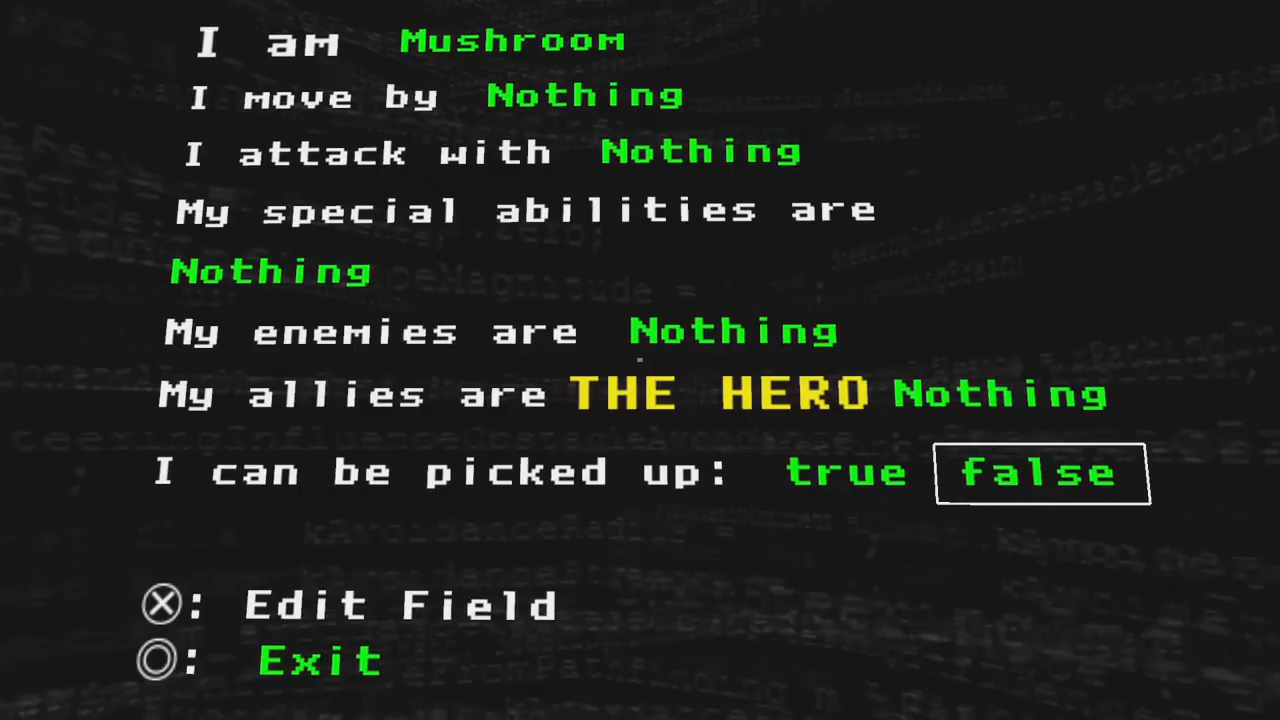 I am Mushroom
I move by Nothing
I attack with Nothing
My special abilities are
Nothing
My enemies are Nothing
My allies are THE HERO Nothing
I can be picked up: true false
: Edit Field
: Exit